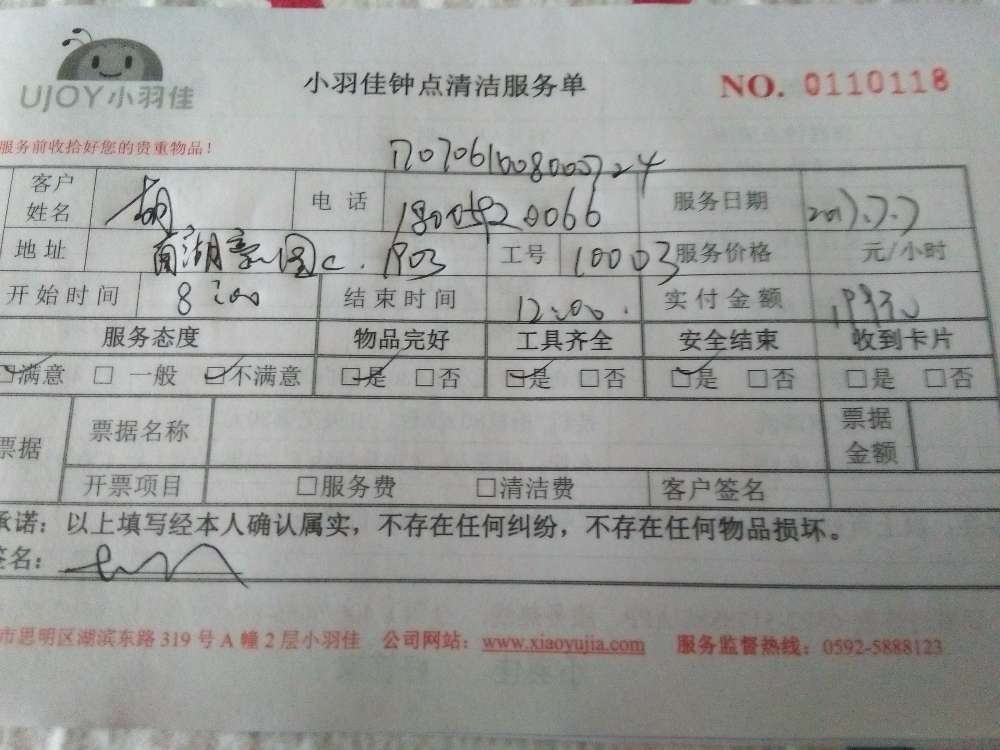 UJOY小羽佳
小羽佳钟点清洁服务单 NO. 0110118
服务前收拾好您的贵重物品!
客户姓名 胡 电话 服务日期 2017.7.7
地址 南湖豪园C. 工号 10003 服务价格 元/小时
开始时间 8:00 结束时间 12:00. 实付金额
服务态度 物品完好 工具齐全 安全结束 收到卡片
☑满意 □一般 ☑不满意 ☑是 □否 ☑是 □否 ☑是 □否 □是 □否
票据 票据名称 票据金额
开票项目 □服务费 □清洁费 客户签名
承诺：以上填写经本人确认属实，不存在任何纠纷，不存在任何物品损坏。
签名：
市思明区湖滨东路319号A幢2层小羽佳 公司网站：www.xiaoyujia.com 服务监督热线：0592-5888123